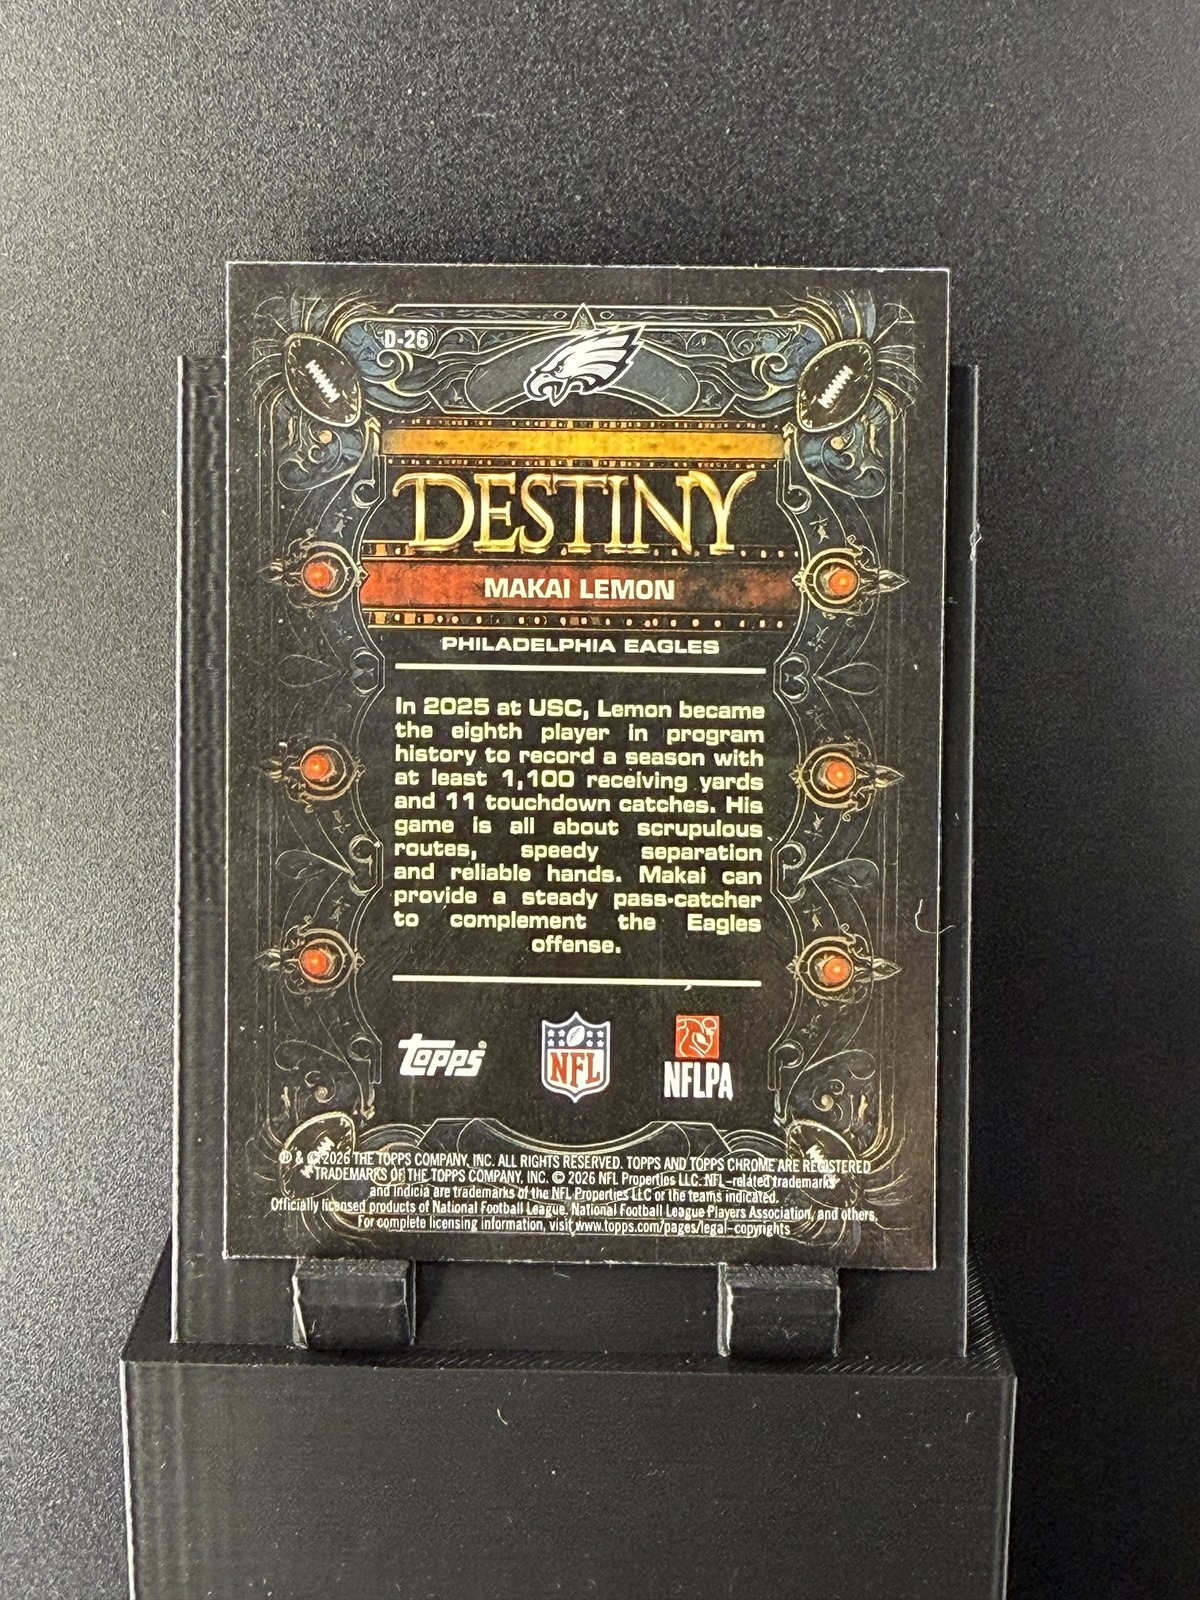 D-26
DESTINY
MAKAI LEMON
PHILADELPHIA EAGLES
In 2025 at USC, Lemon became
the eighth player in program
history to record a season with
at least 1,100 receiving yards
and 11 touchdown catches. His
game is all about scrupulous
routes, speedy separation
and reliable hands. Makai can
provide a steady pass-catcher
to complement the Eagles
offense.
topps®
NFL
NFLPA
® & © 2026 THE TOPPS COMPANY, INC. ALL RIGHTS RESERVED. TOPPS AND TOPPS CHROME ARE REGISTERED
TRADEMARKS OF THE TOPPS COMPANY, INC. © 2026 NFL Properties LLC. NFL-related trademarks
and indicia are trademarks of the NFL Properties LLC or the teams indicated.
Officially licensed products of National Football League. National Football League Players Association, and others.
For complete licensing information, visit www.topps.com/pages/legal-copyrights